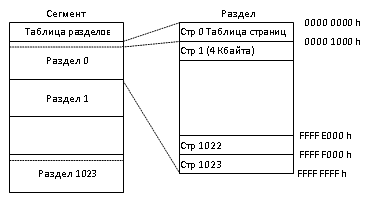 Сегмент
Раздел
Таблица разделов
Стр 0 Таблица страниц
0000 0000 h
0000 1000 h
Раздел 0
Стр 1 (4 Кбайта)
Раздел 1
FFFF E000 h
Стр 1022
FFFF F000 h
Стр 1023
FFFF FFFF h
Раздел 1023